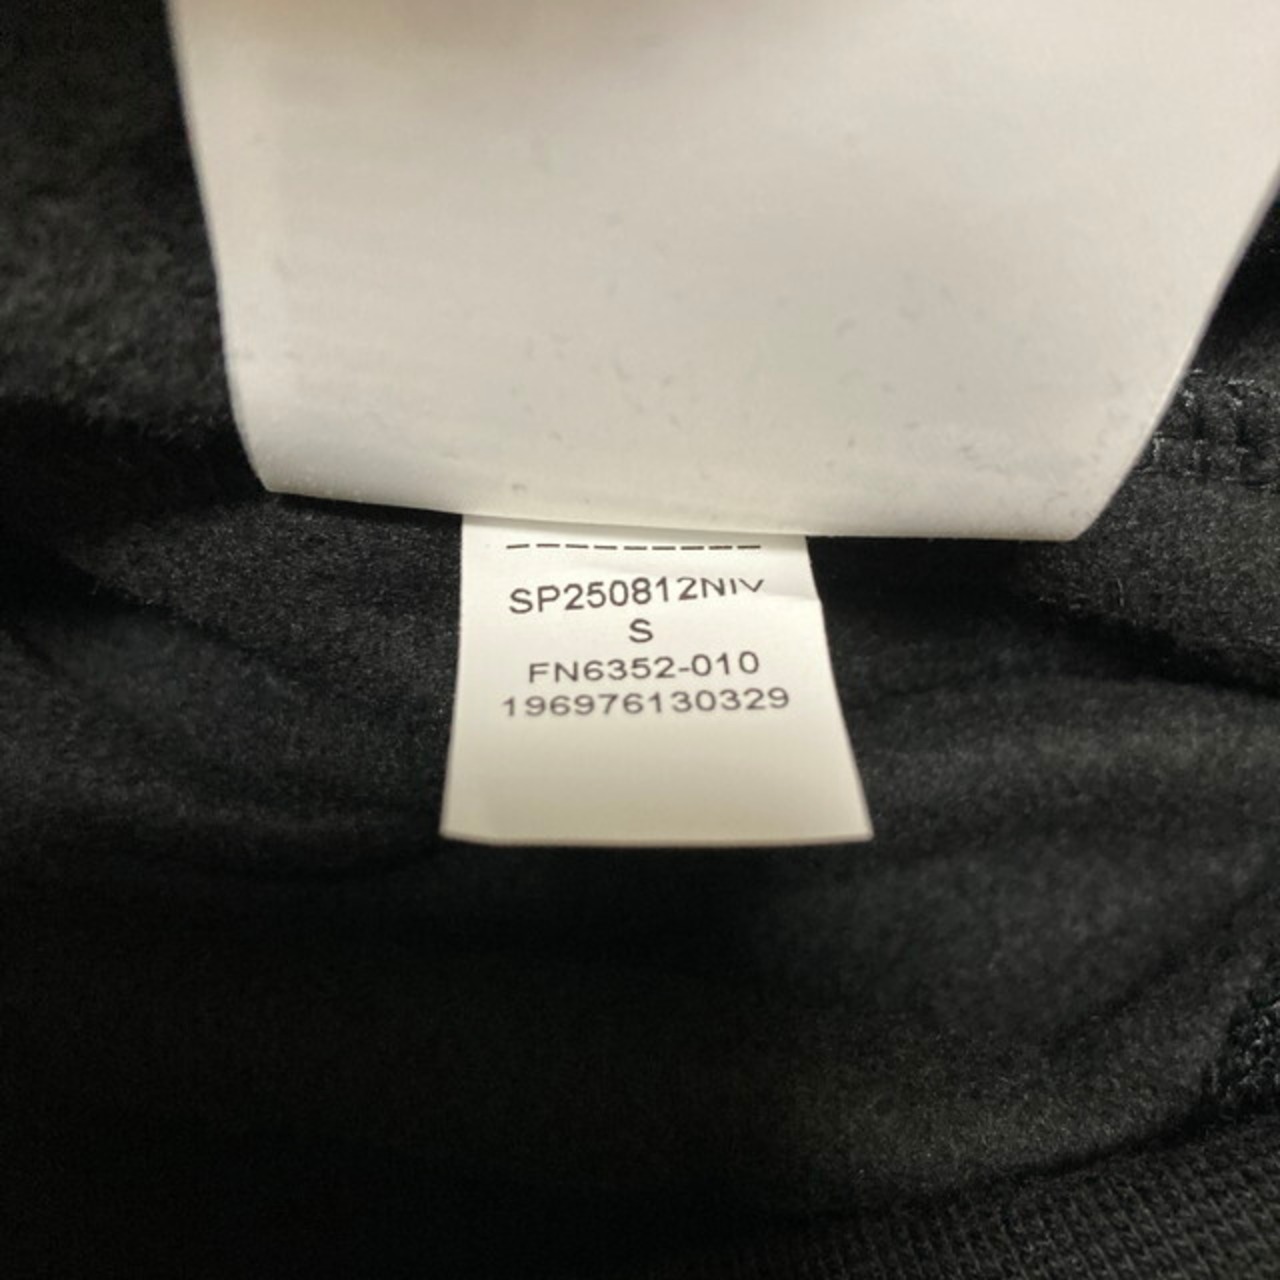 ----------
SP250812NIV
S
FN6352-010
196976130329